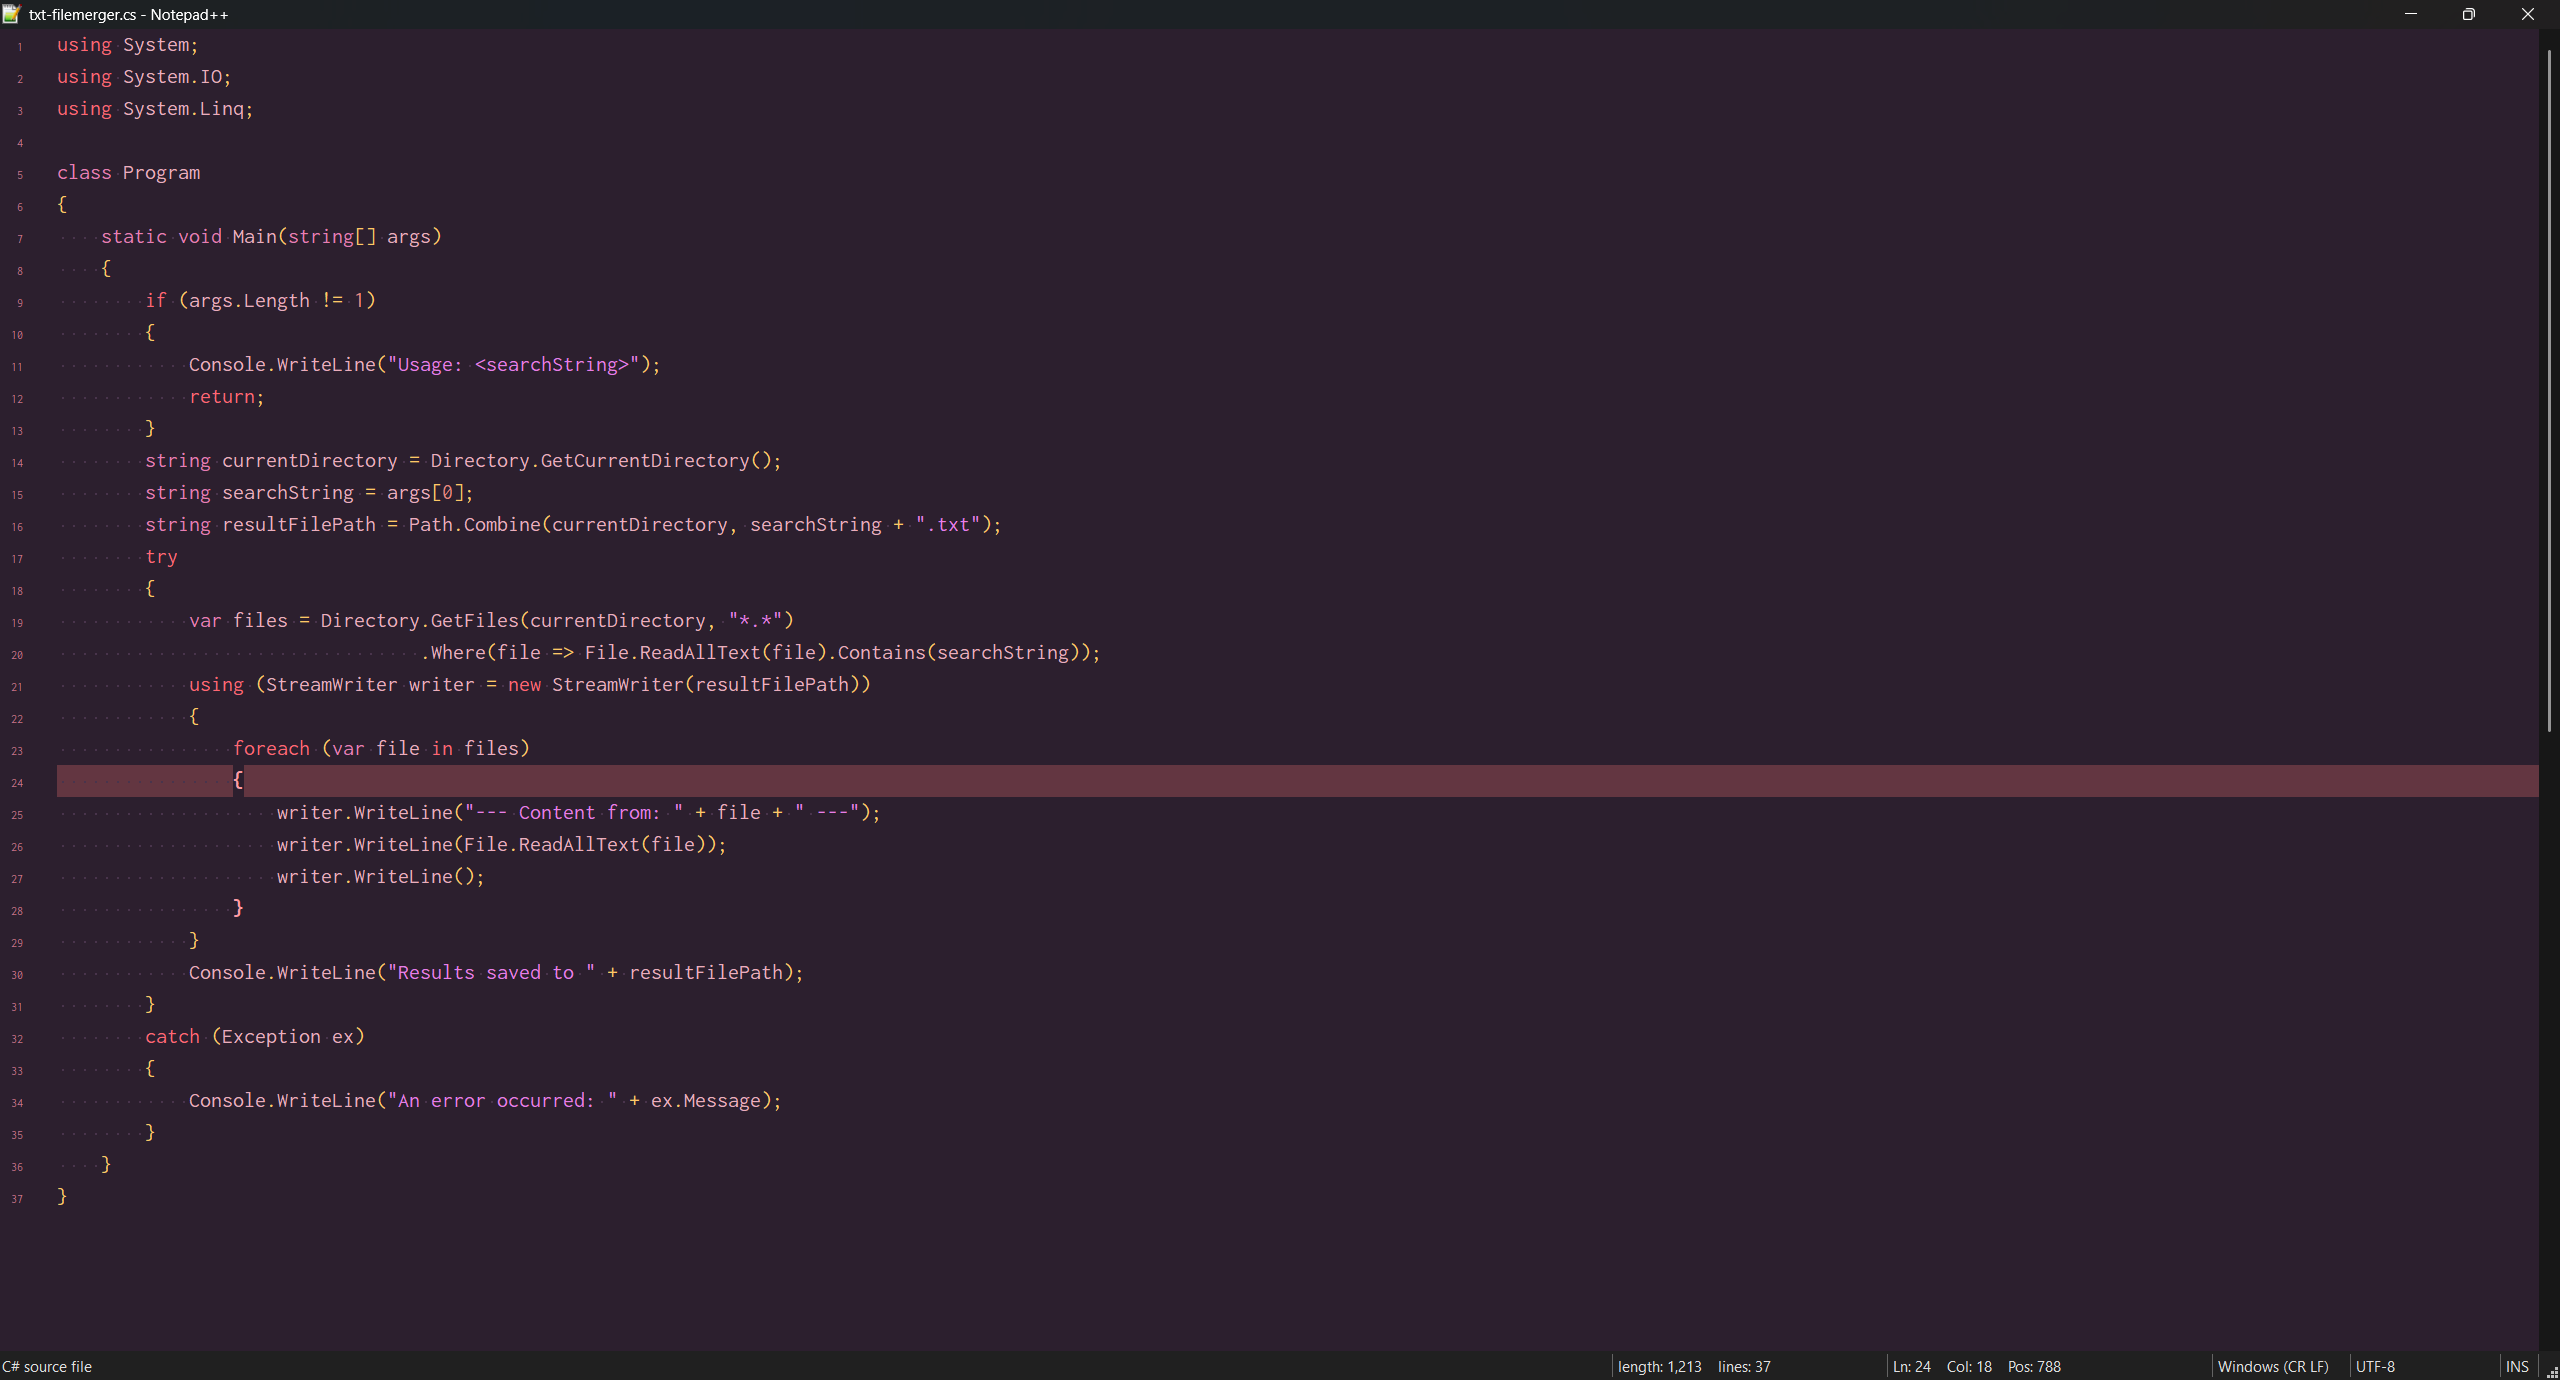 txt-filemerger.cs - Notepad++
1 using System;
2 using System.IO;
3 using System.Linq;
4
5 class Program
6 {
7     static void Main(string[] args)
8     {
9         if (args.Length != 1)
10         {
11             Console.WriteLine("Usage: <searchString>");
12             return;
13         }
14         string currentDirectory = Directory.GetCurrentDirectory();
15         string searchString = args[0];
16         string resultFilePath = Path.Combine(currentDirectory, searchString + ".txt");
17         try
18         {
19             var files = Directory.GetFiles(currentDirectory, "*.*")
20                                  .Where(file => File.ReadAllText(file).Contains(searchString));
21             using (StreamWriter writer = new StreamWriter(resultFilePath))
22             {
23                 foreach (var file in files)
24                 {
25                     writer.WriteLine("--- Content from: " + file + " ---");
26                     writer.WriteLine(File.ReadAllText(file));
27                     writer.WriteLine();
28                 }
29             }
30             Console.WriteLine("Results saved to " + resultFilePath);
31         }
32         catch (Exception ex)
33         {
34             Console.WriteLine("An error occurred: " + ex.Message);
35         }
36     }
37 }
C# source file length: 1,213 lines: 37 Ln: 24 Col: 18 Pos: 788 Windows (CR LF) UTF-8 INS